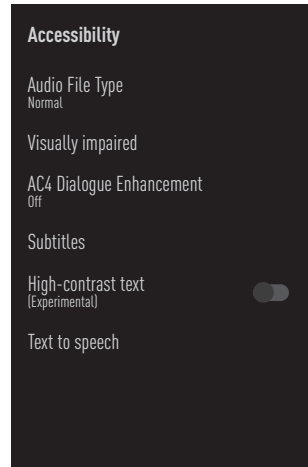 Accessibility
Audio File Type
Normal
Visually impaired
AC4 Dialogue Enhancement
Off
Subtitles
High-contrast text
(Experimental)
Text to speech